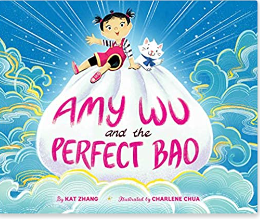 AMY WU
and the
PERFECT BAO
By KAT ZHANG Illustrated by CHARLENE CHUA